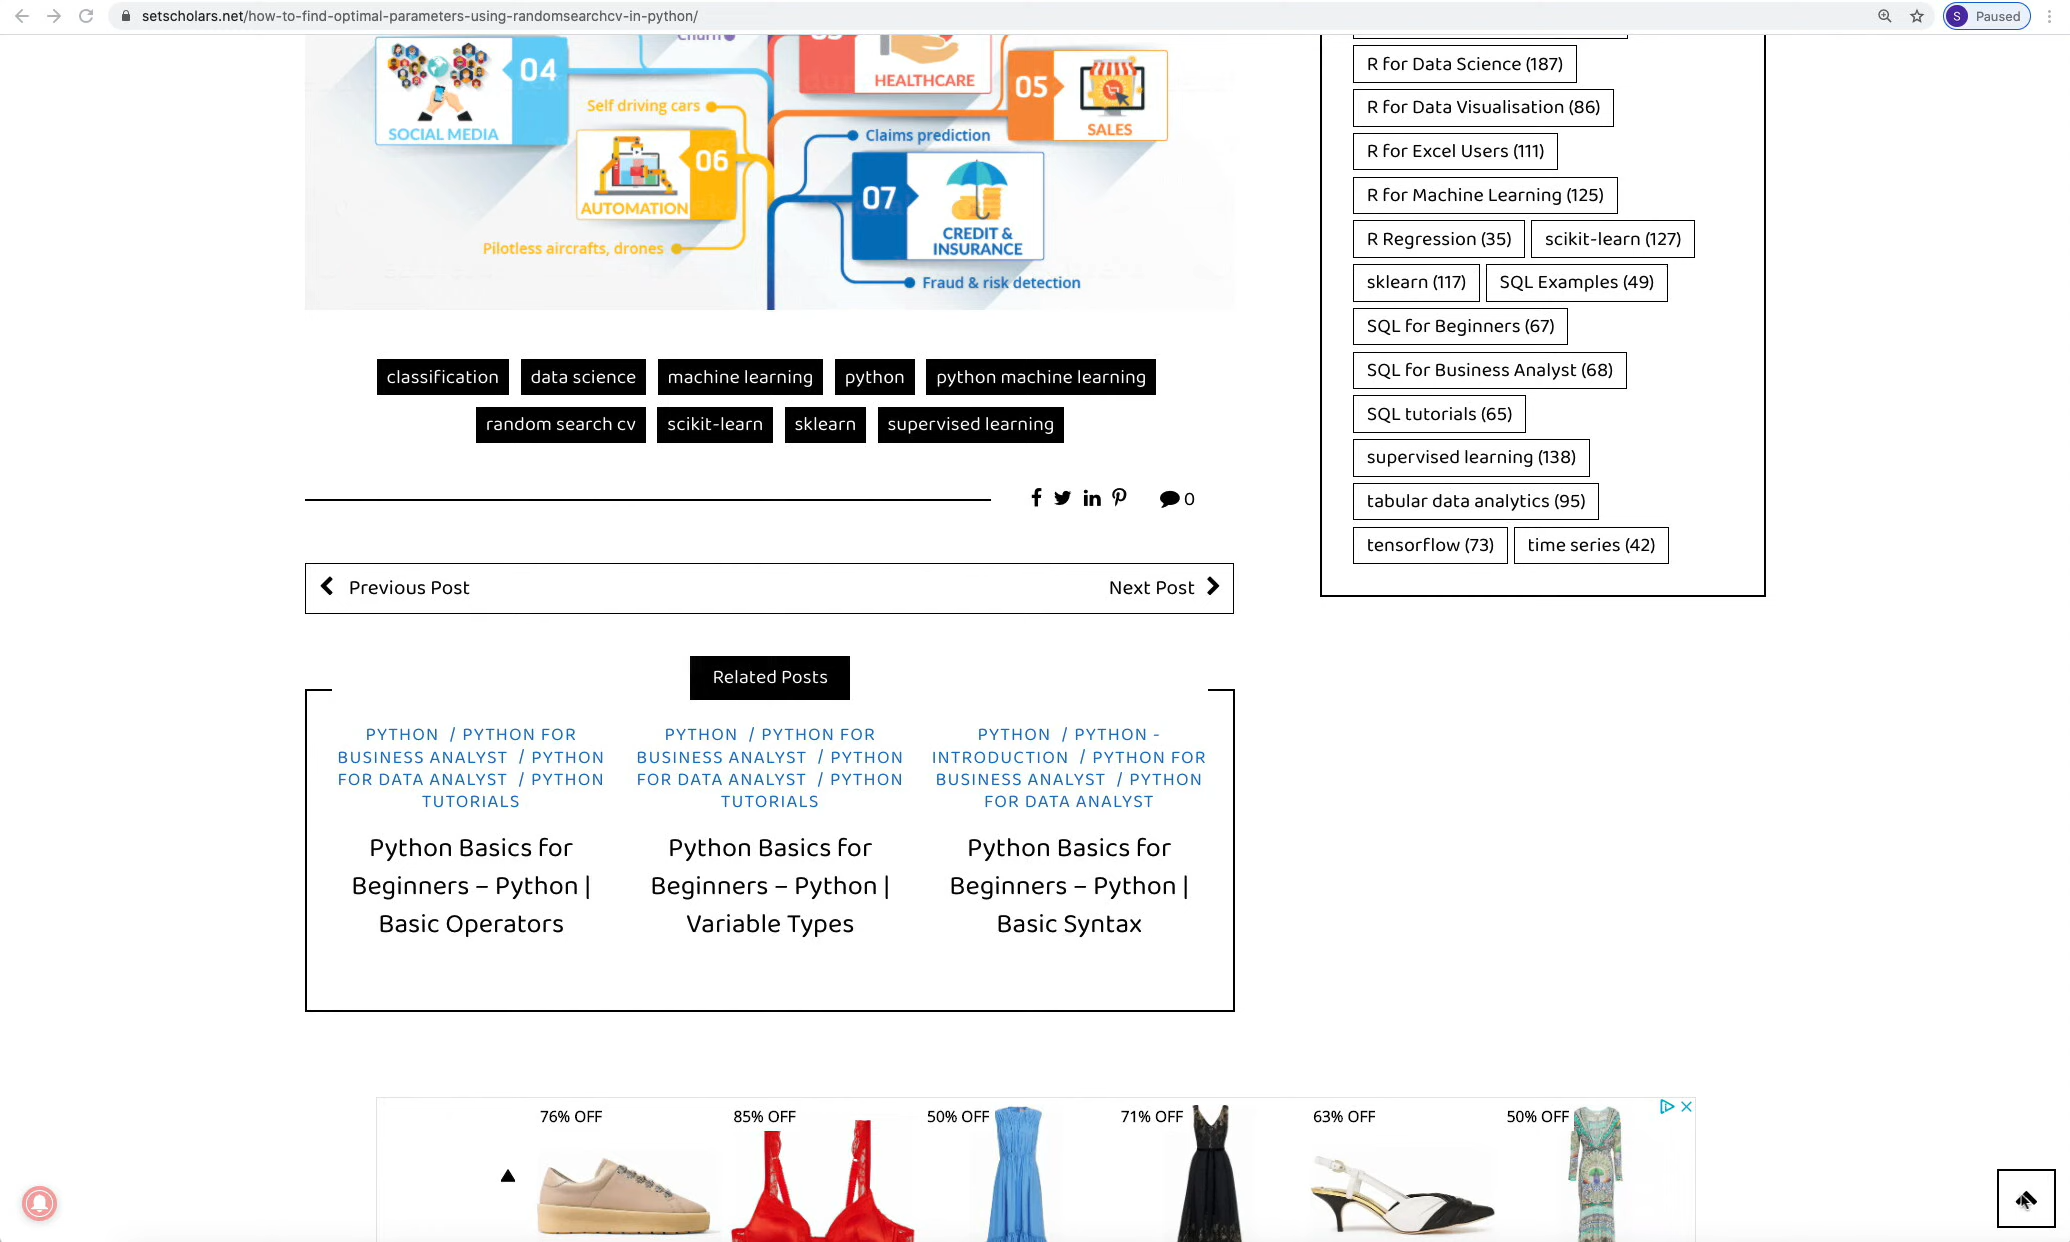 setscholars.net/how-to-find-optimal-parameters-using-randomsearchcv-in-python/
S Paused
04
SOCIAL MEDIA
HEALTHCARE
05
SALES
Self driving cars
Claims prediction
06
AUTOMATION
07
CREDIT &
INSURANCE
Pilotless aircrafts, drones
Fraud & risk detection
classification data science machine learning python python machine learning
random search cv scikit-learn sklearn supervised learning
0
Previous Post Next Post
Related Posts
PYTHON / PYTHON FOR
BUSINESS ANALYST / PYTHON
FOR DATA ANALYST / PYTHON
TUTORIALS
Python Basics for
Beginners – Python |
Basic Operators
PYTHON / PYTHON FOR
BUSINESS ANALYST / PYTHON
FOR DATA ANALYST / PYTHON
TUTORIALS
Python Basics for
Beginners – Python |
Variable Types
PYTHON / PYTHON -
INTRODUCTION / PYTHON FOR
BUSINESS ANALYST / PYTHON
FOR DATA ANALYST
Python Basics for
Beginners – Python |
Basic Syntax
R for Data Science (187)
R for Data Visualisation (86)
R for Excel Users (111)
R for Machine Learning (125)
R Regression (35) scikit-learn (127)
sklearn (117) SQL Examples (49)
SQL for Beginners (67)
SQL for Business Analyst (68)
SQL tutorials (65)
supervised learning (138)
tabular data analytics (95)
tensorflow (73) time series (42)
76% OFF 85% OFF 50% OFF 71% OFF 63% OFF 50% OFF